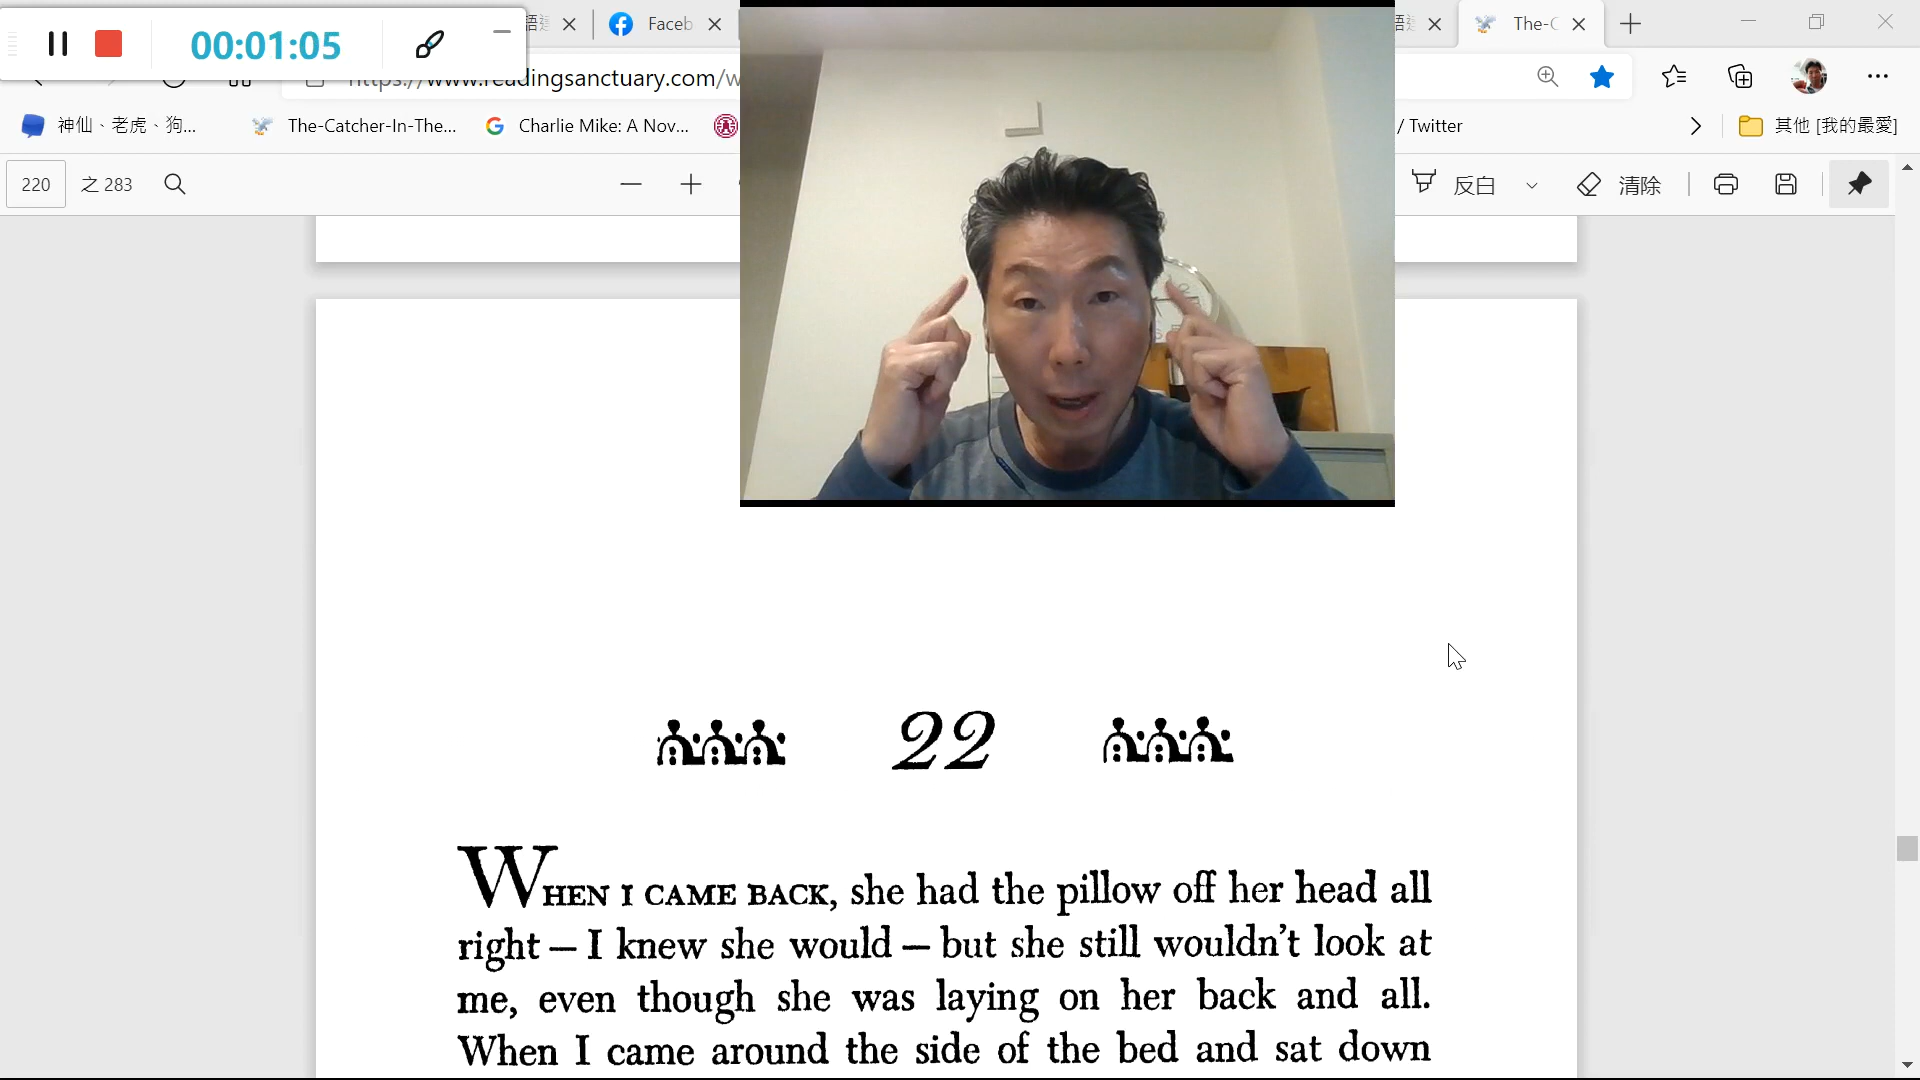 00:01:05
Faceb
The-C
https://www.readingsanctuary.com/w
神仙、老虎、狗...
The-Catcher-In-The...
Charlie Mike: A Nov...
/ Twitter
其他 [我的最愛]
220 之 283
反白
清除
22
WHEN I CAME BACK, she had the pillow off her head all
right — I knew she would — but she still wouldn't look at
me, even though she was laying on her back and all.
When I came around the side of the bed and sat down